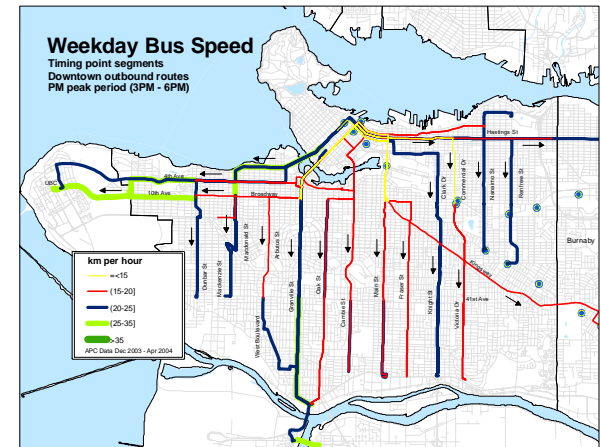 Weekday Bus Speed
Timing point segments
Downtown outbound routes
PM peak period (3PM - 6PM)
Hastings St
4th Ave
UBC
10th Ave
Broadway
Clark Dr
Commercial Dr
Nanaimo St
Renfrew St
Burnaby
Kingsway
41st Ave
Dunbar St
Mackenzie St
Macdonald St
Arbutus St
West Boulevard
Granville St
Oak St
Cambie St
Main St
Fraser St
Knight St
Victoria Dr
km per hour
=<15
(15-20]
(20-25]
(25-35]
>35
APC Data Dec 2003 - Apr 2004